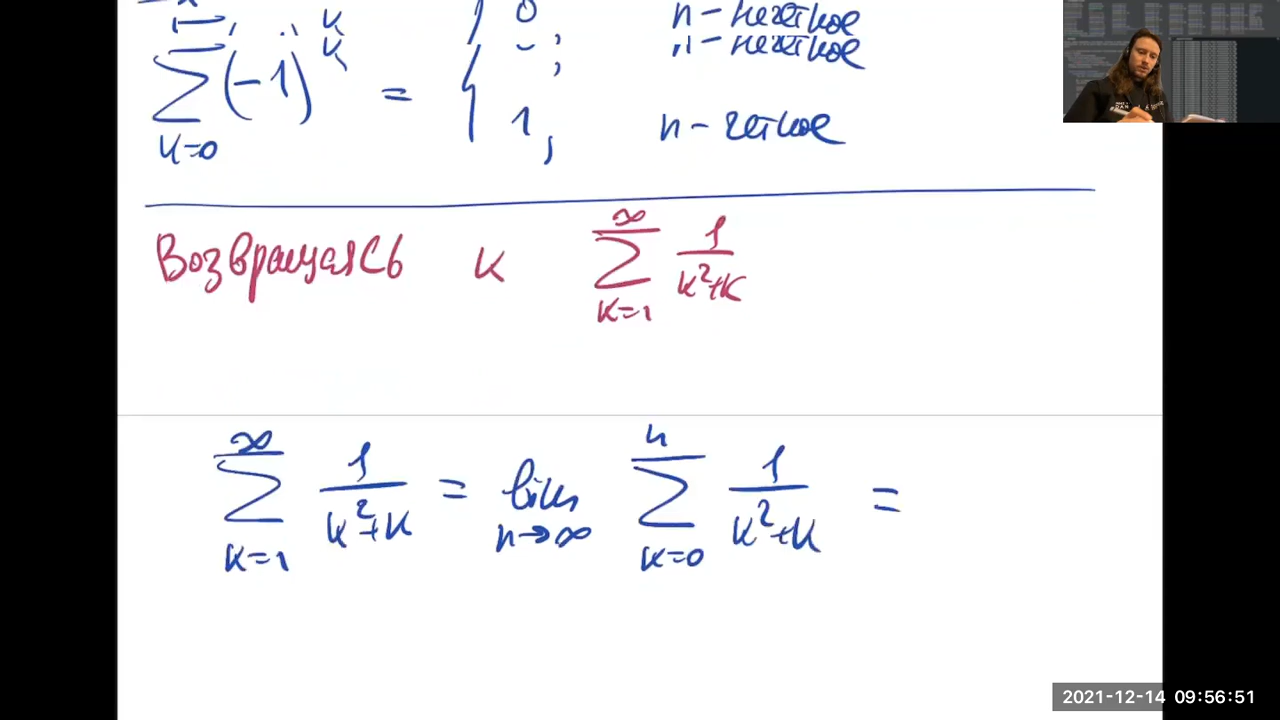 0, n - нечетное
; n - нечетное
∑_{k=0} (-1)^k = { 1, n - четное
Возвращаясь к ∑_{k=1}^{∞} 1/(k²+k)
∑_{k=1}^{∞} 1/(k²+k) = lim_{n→∞} ∑_{k=0}^{n} 1/(k²+k) =
2021-12-14 09:56:51